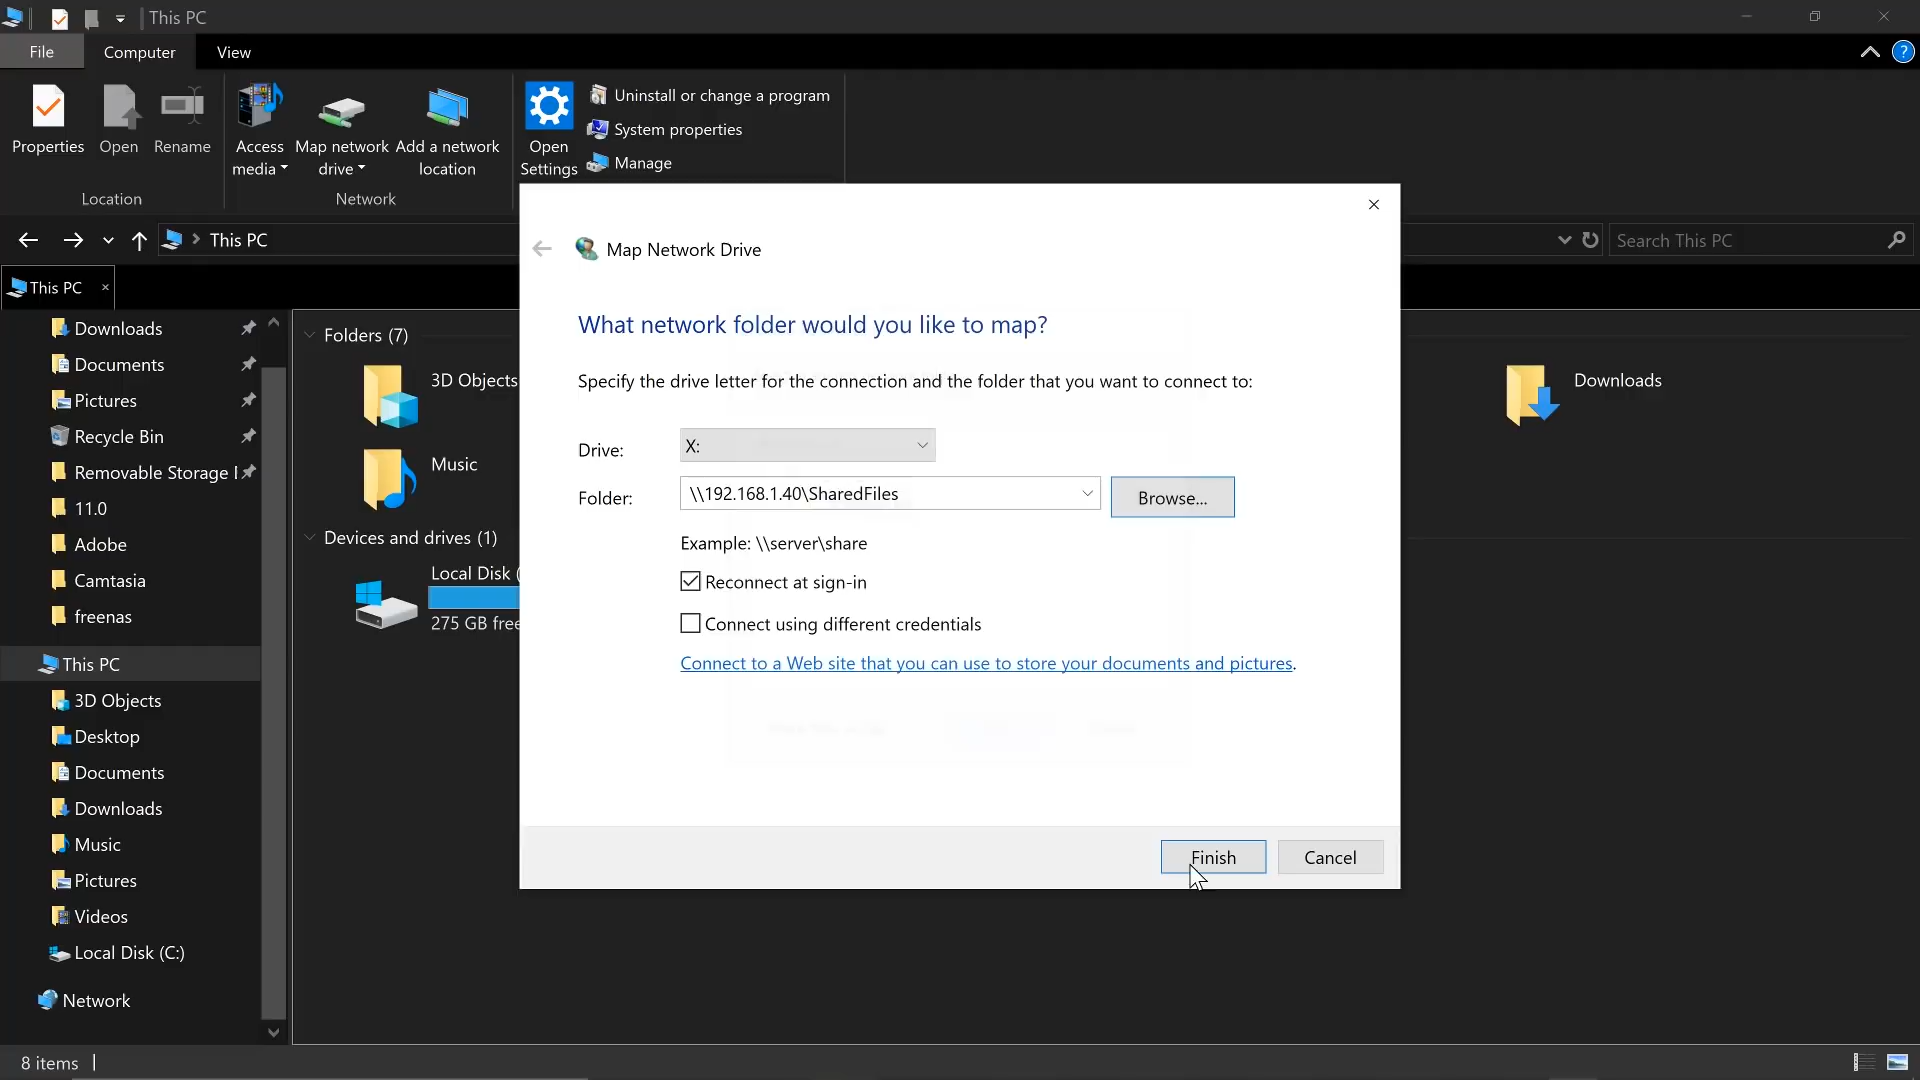 This PC
File
Computer
View
Properties
Open
Rename
Access media
Map network drive
Add a network location
Open Settings
Uninstall or change a program
System properties
Manage
Location
Network
This PC
Search This PC
This PC
Map Network Drive
What network folder would you like to map?
Specify the drive letter for the connection and the folder that you want to connect to:
Drive:
X:
Folder:
\\192.168.1.40\SharedFiles
Browse...
Example: \\server\share
Reconnect at sign-in
Connect using different credentials
Connect to a Web site that you can use to store your documents and pictures.
Finish
Cancel
Downloads
Documents
Pictures
Recycle Bin
Removable Storage
11.0
Adobe
Camtasia
freenas
This PC
3D Objects
Desktop
Documents
Downloads
Music
Pictures
Videos
Local Disk (C:)
Network
Folders (7)
3D Objects
Downloads
Music
Devices and drives (1)
Local Disk (
275 GB free
8 items